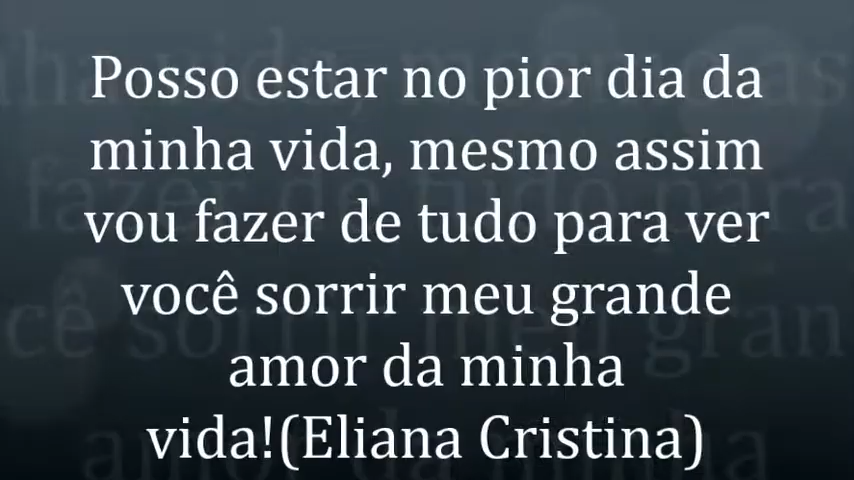 Posso estar no pior dia da
minha vida, mesmo assim
vou fazer de tudo para ver
você sorrir meu grande
amor da minha
vida!(Eliana Cristina)